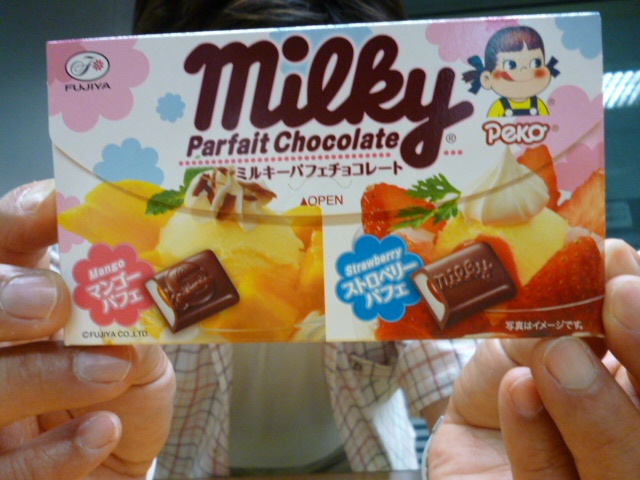 FUJIYA
milky
Parfait Chocolate
ミルキーパフェチョコレート
▲OPEN
Peko
Mango
マンゴー
パフェ
Strawberry
ストロベリー
パフェ
milky
©FUJIYA CO.,LTD.
写真はイメージです。